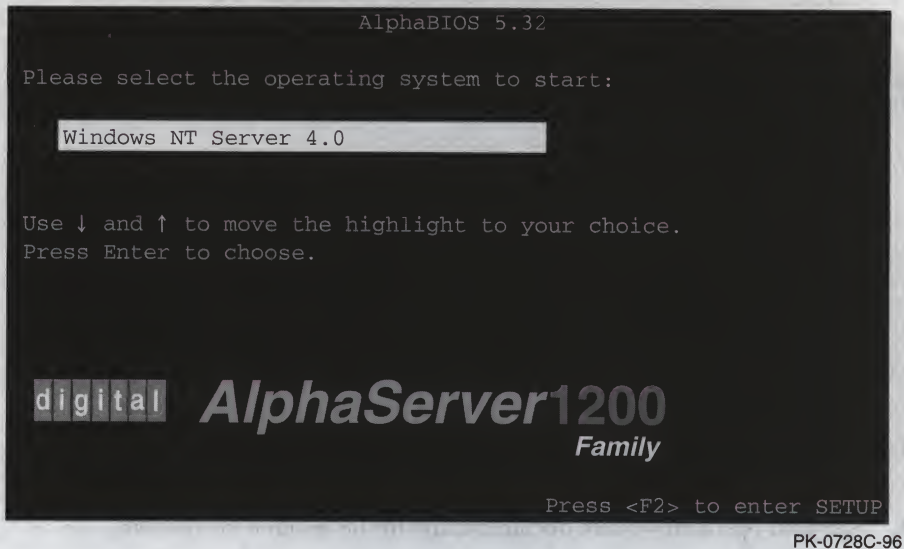 AlphaBIOS 5.32
Please select the operating system to start:
Windows NT Server 4.0
Use ↓ and ↑ to move the highlight to your choice.
Press Enter to choose.
digital AlphaServer1200
Family
Press <F2> to enter SETUP
PK-0728C-96